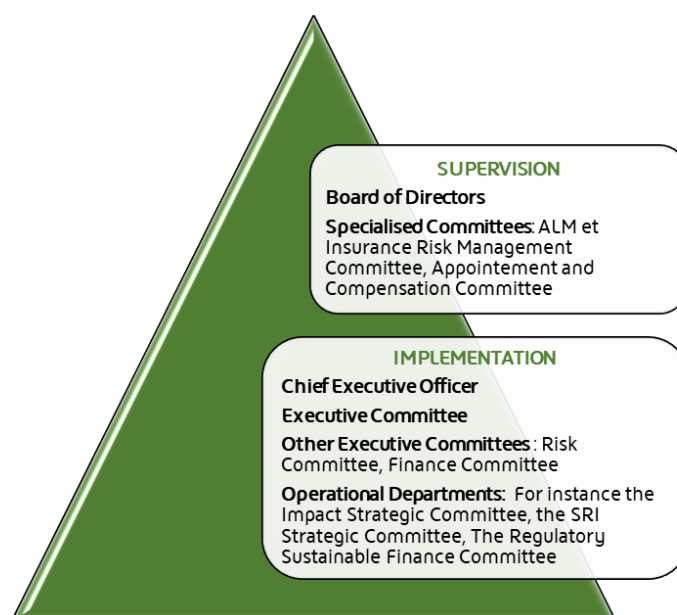 SUPERVISION
Board of Directors
Specialised Committees: ALM et
Insurance Risk Management
Committee, Appointement and
Compensation Committee
IMPLEMENTATION
Chief Executive Officer
Executive Committee
Other Executive Committees : Risk
Committee, Finance Committee
Operational Departments: For instance the
Impact Strategic Committee, the SRI
Strategic Committee, The Regulatory
Sustainable Finance Committee